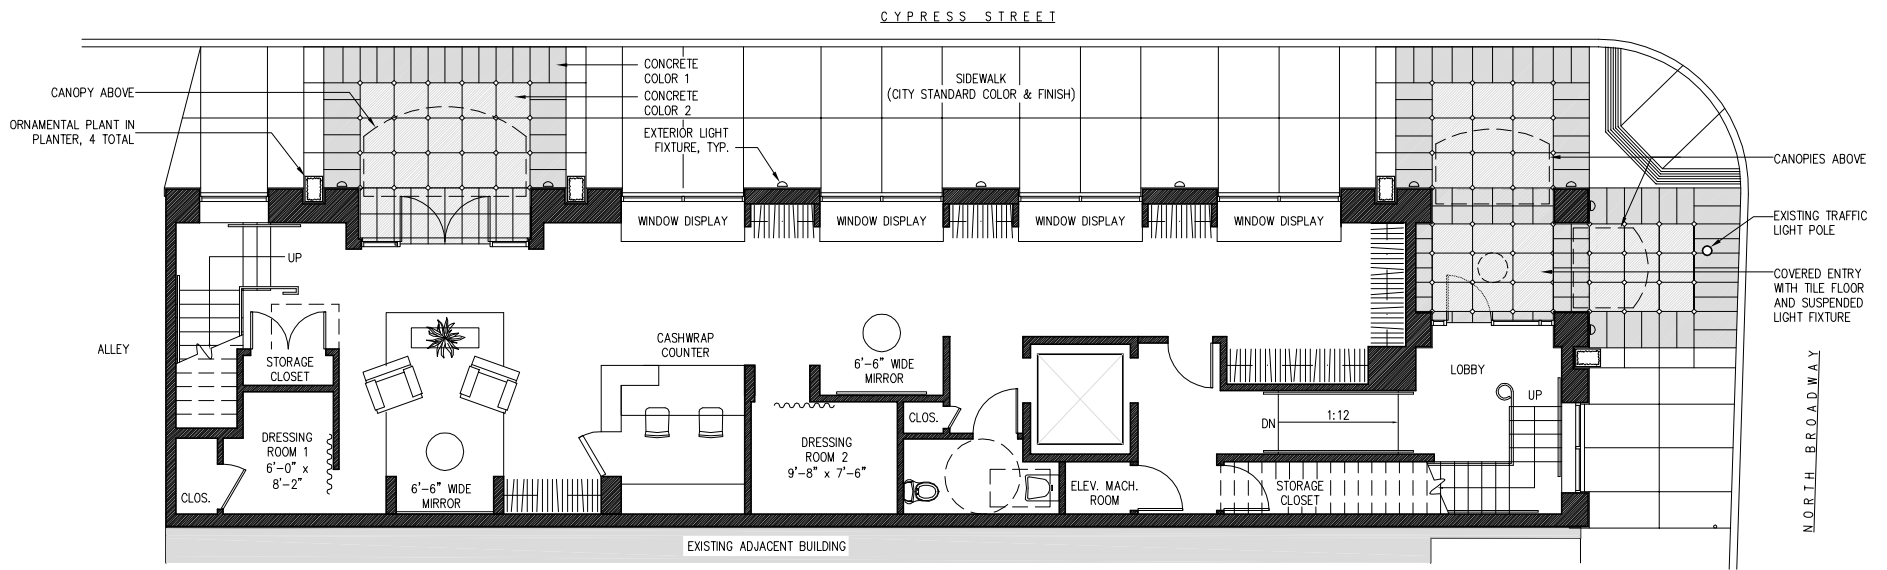 CYPRESS STREET
CANOPY ABOVE
ORNAMENTAL PLANT IN
PLANTER, 4 TOTAL
CONCRETE
COLOR 1
CONCRETE
COLOR 2
EXTERIOR LIGHT
FIXTURE, TYP.
SIDEWALK
(CITY STANDARD COLOR & FINISH)
CANOPIES ABOVE
EXISTING TRAFFIC
LIGHT POLE
COVERED ENTRY
WITH TILE FLOOR
AND SUSPENDED
LIGHT FIXTURE
WINDOW DISPLAY
WINDOW DISPLAY
WINDOW DISPLAY
WINDOW DISPLAY
UP
ALLEY
STORAGE
CLOSET
CASHWRAP
COUNTER
6'-6" WIDE
MIRROR
LOBBY
UP
DRESSING
ROOM 1
6'-0" x
8'-2"
CLOS.
6'-6" WIDE
MIRROR
DRESSING
ROOM 2
9'-8" x 7'-6"
CLOS.
DN
1:12
ELEV. MACH.
ROOM
STORAGE
CLOSET
NORTH BROADWAY
EXISTING ADJACENT BUILDING